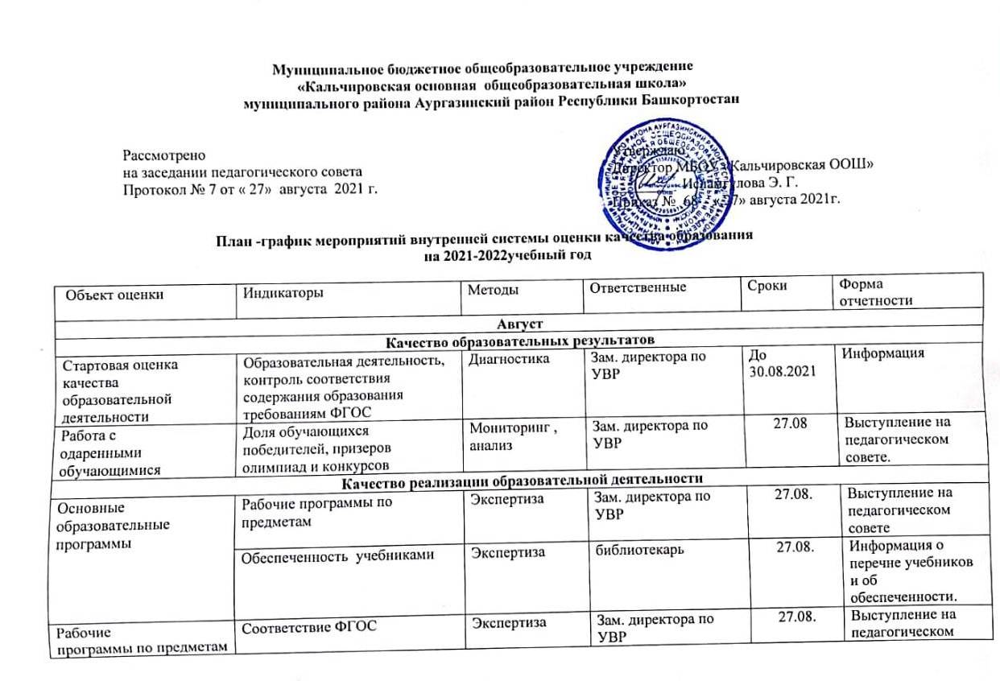 Муниципальное бюджетное общеобразовательное учреждение
«Кальчировская основная общеобразовательная школа»
муниципального района Аургазинский район Республики Башкортостан
Рассмотрено
на заседании педагогического совета
Протокол № 7 от « 27» августа 2021 г.
Утверждаю
Директор МБОУ «Кальчировская ООШ»
Исламгулова Э. Г.
Приказ № 68 «27» августа 2021г.
План -график мероприятий внутренней системы оценки качества образования
на 2021-2022учебный год
Объект оценки Индикаторы Методы Ответственные Сроки Форма
отчетности
Август
Качество образовательных результатов
Стартовая оценка Образовательная деятельность, Диагностика Зам. директора по До Информация
качества контроль соответствия УВР 30.08.2021
образовательной содержания образования
деятельности требованиям ФГОС
Работа с Доля обучающихся Мониторинг , Зам. директора по 27.08 Выступление на
одаренными победителей, призеров анализ УВР педагогическом
обучающимися олимпиад и конкурсов совете.
Качество реализации образовательной деятельности
Основные Рабочие программы по Экспертиза Зам. директора по 27.08. Выступление на
образовательные предметам УВР педагогическом
программы совете
Обеспеченность учебниками Экспертиза библиотекарь 27.08. Информация о
перечне учебников
и об
обеспеченности.
Рабочие Соответствие ФГОС Экспертиза Зам. директора по 27.08. Выступление на
программы по предметам УВР педагогическом